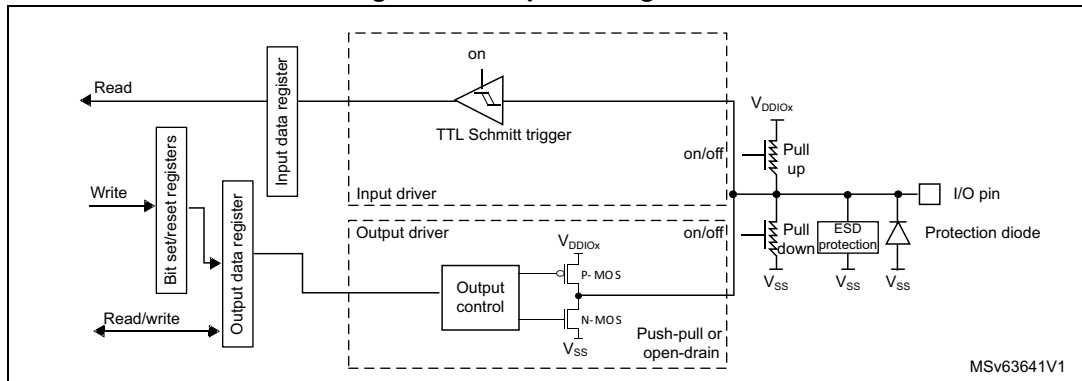 on
Read
TTL Schmitt trigger
Input data register
Input driver
V_DDIOx
on/off
Pull
up
I/O pin
Write
Bit set/reset registers
Output data register
Read/write
Output driver
V_DDIOx
P-MOS
Output
control
N-MOS
V_SS
Push-pull or
open-drain
on/off
Pull
down
V_SS
ESD
protection
V_SS
Protection diode
V_SS
MSv63641V1